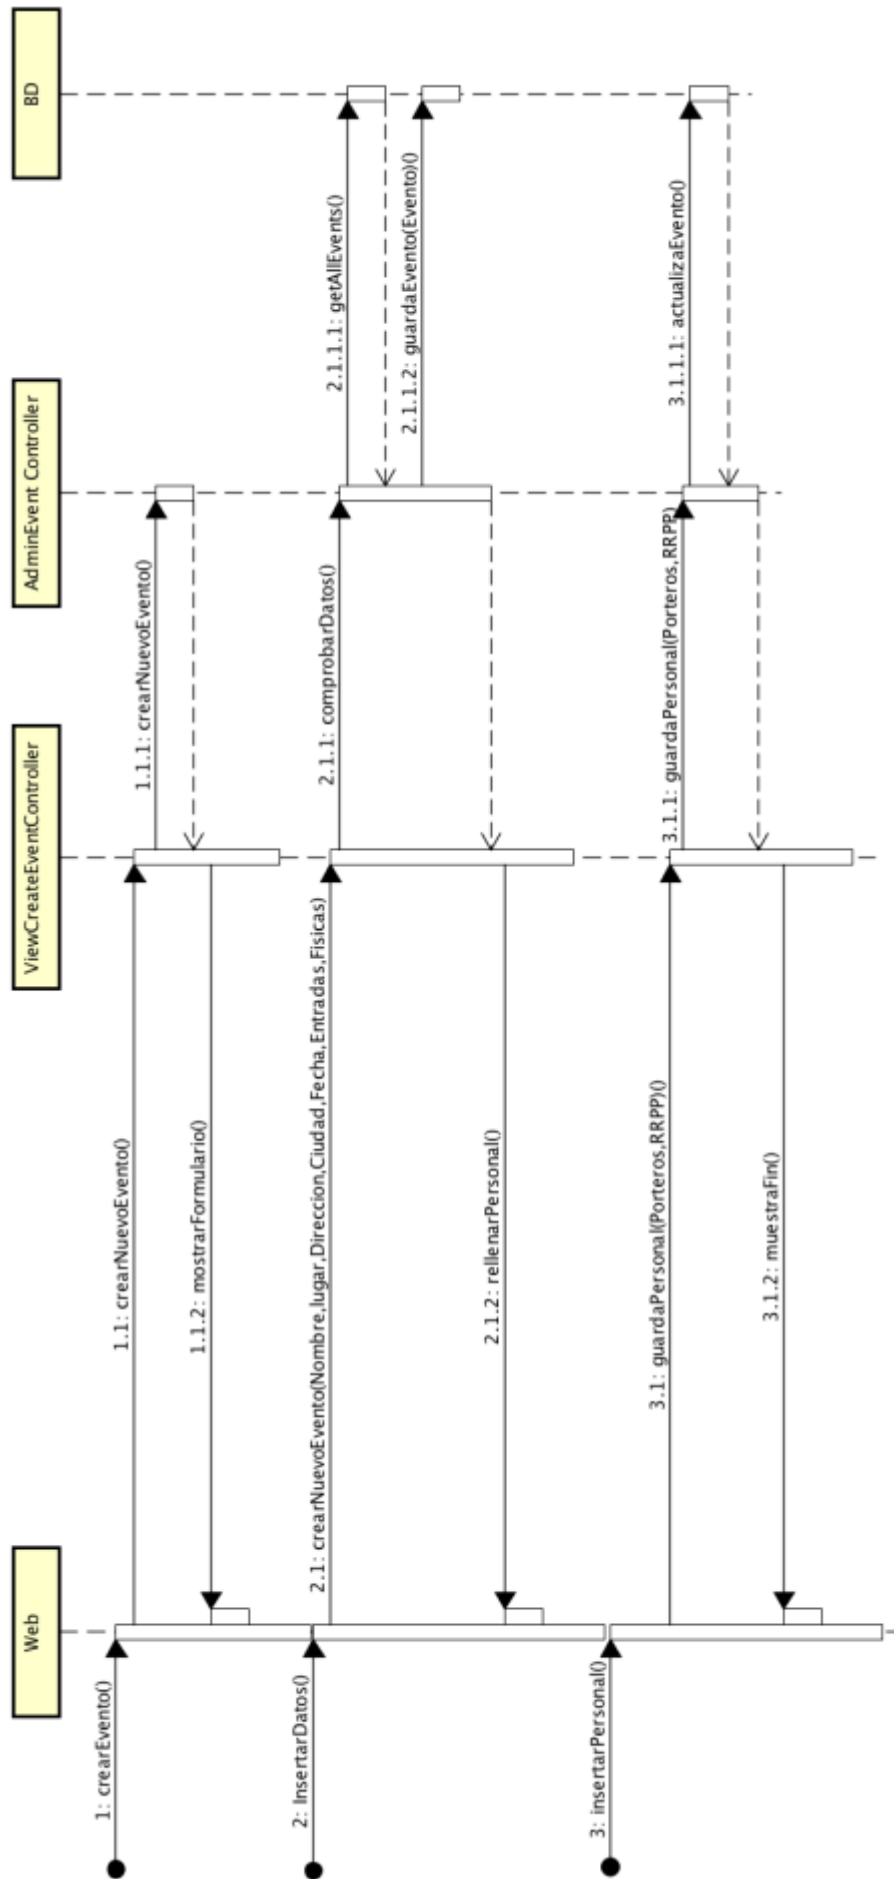 Web
ViewCreateEventController
AdminEvent Controller
BD
1: crearEvento()
1.1: crearNuevoEvento()
1.1.1: crearNuevoEvento()
1.1.2: mostrarFormulario()
2: InsertarDatos()
2.1: crearNuevoEvento(Nombre,lugar,Direccion,Ciudad,Fecha,Entradas,Fisicas)
2.1.1: comprobarDatos()
2.1.1.1: getAllEvents()
2.1.1.2: guardaEvento(Evento)()
2.1.2: rellenarPersonal()
3: insertarPersonal()
3.1: guardaPersonal(Porteros,RRPP)()
3.1.1: guardaPersonal(Porteros,RRPP)
3.1.1.1: actualizaEvento()
3.1.2: muestraFin()